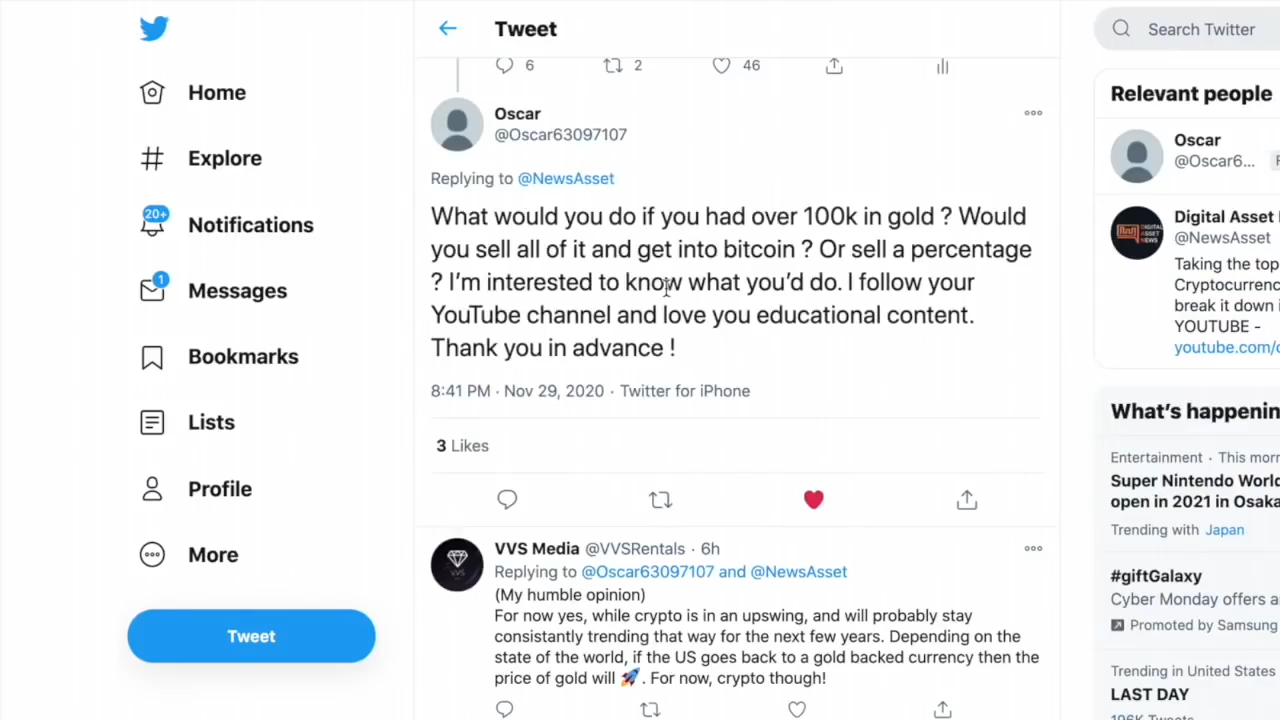 Tweet
6
2
46
Home
Explore
20+
Notifications
1
Messages
Bookmarks
Lists
Profile
More
Tweet
Oscar
@Oscar63097107
Replying to @NewsAsset
What would you do if you had over 100k in gold ? Would
you sell all of it and get into bitcoin ? Or sell a percentage
? I'm interested to know what you'd do. I follow your
YouTube channel and love you educational content.
Thank you in advance !
8:41 PM · Nov 29, 2020 · Twitter for iPhone
3 Likes
VVS Media @VVSRentals · 6h
Replying to @Oscar63097107 and @NewsAsset
(My humble opinion)
For now yes, while crypto is in an upswing, and will probably stay
consistantly trending that way for the next few years. Depending on the
state of the world, if the US goes back to a gold backed currency then the
price of gold will 🚀. For now, crypto though!
Search Twitter
Relevant people
Oscar
@Oscar6...
Digital Asset
@NewsAsset
Taking the top
Cryptocurrenc
break it down i
YOUTUBE -
youtube.com/c
What's happenin
Entertainment · This morn
Super Nintendo World
open in 2021 in Osaka
Trending with Japan
#giftGalaxy
Cyber Monday offers a
Promoted by Samsung
Trending in United States
LAST DAY
196K Tweets